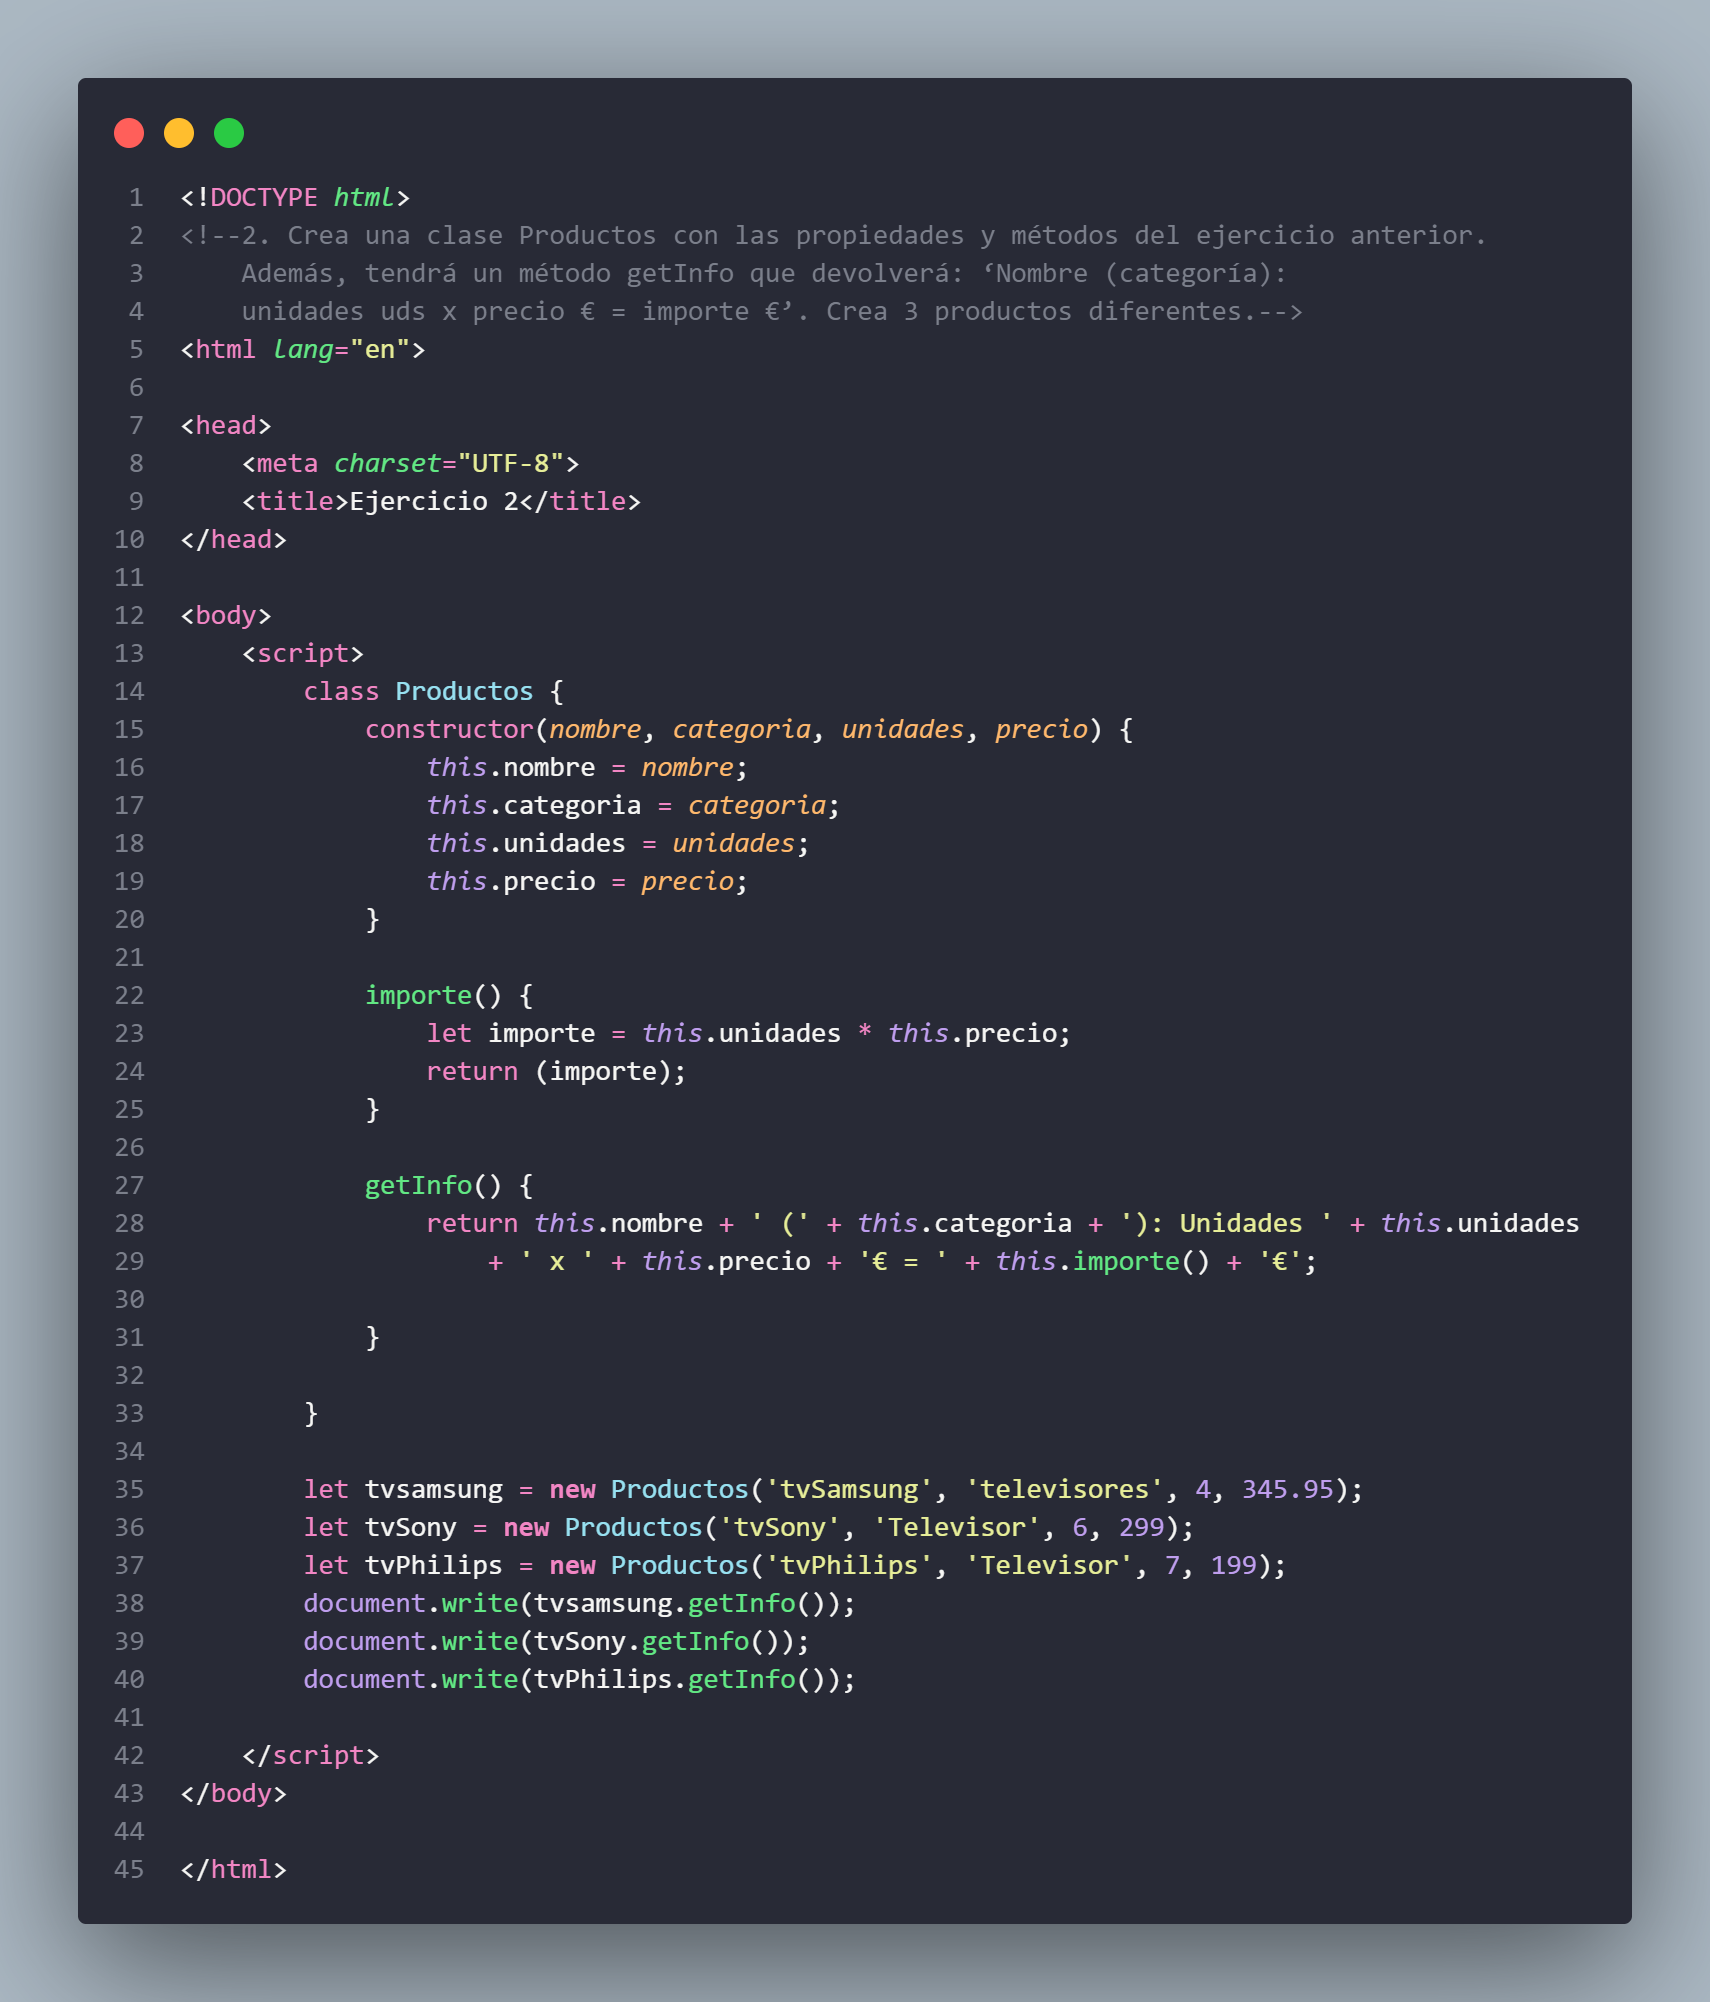 1 <!DOCTYPE html>
2 <!--2. Crea una clase Productos con las propiedades y métodos del ejercicio anterior.
3     Además, tendrá un método getInfo que devolverá: ‘Nombre (categoría):
4     unidades uds x precio € = importe €’. Crea 3 productos diferentes.-->
5 <html lang="en">
6
7 <head>
8     <meta charset="UTF-8">
9     <title>Ejercicio 2</title>
10 </head>
11
12 <body>
13     <script>
14         class Productos {
15             constructor(nombre, categoria, unidades, precio) {
16                 this.nombre = nombre;
17                 this.categoria = categoria;
18                 this.unidades = unidades;
19                 this.precio = precio;
20             }
21
22             importe() {
23                 let importe = this.unidades * this.precio;
24                 return (importe);
25             }
26
27             getInfo() {
28                 return this.nombre + ' (' + this.categoria + '): Unidades ' + this.unidades
29                     + ' x ' + this.precio + '€ = ' + this.importe() + '€';
30
31             }
32
33         }
34
35         let tvsamsung = new Productos('tvSamsung', 'televisores', 4, 345.95);
36         let tvSony = new Productos('tvSony', 'Televisor', 6, 299);
37         let tvPhilips = new Productos('tvPhilips', 'Televisor', 7, 199);
38         document.write(tvsamsung.getInfo());
39         document.write(tvSony.getInfo());
40         document.write(tvPhilips.getInfo());
41
42     </script>
43 </body>
44
45 </html>